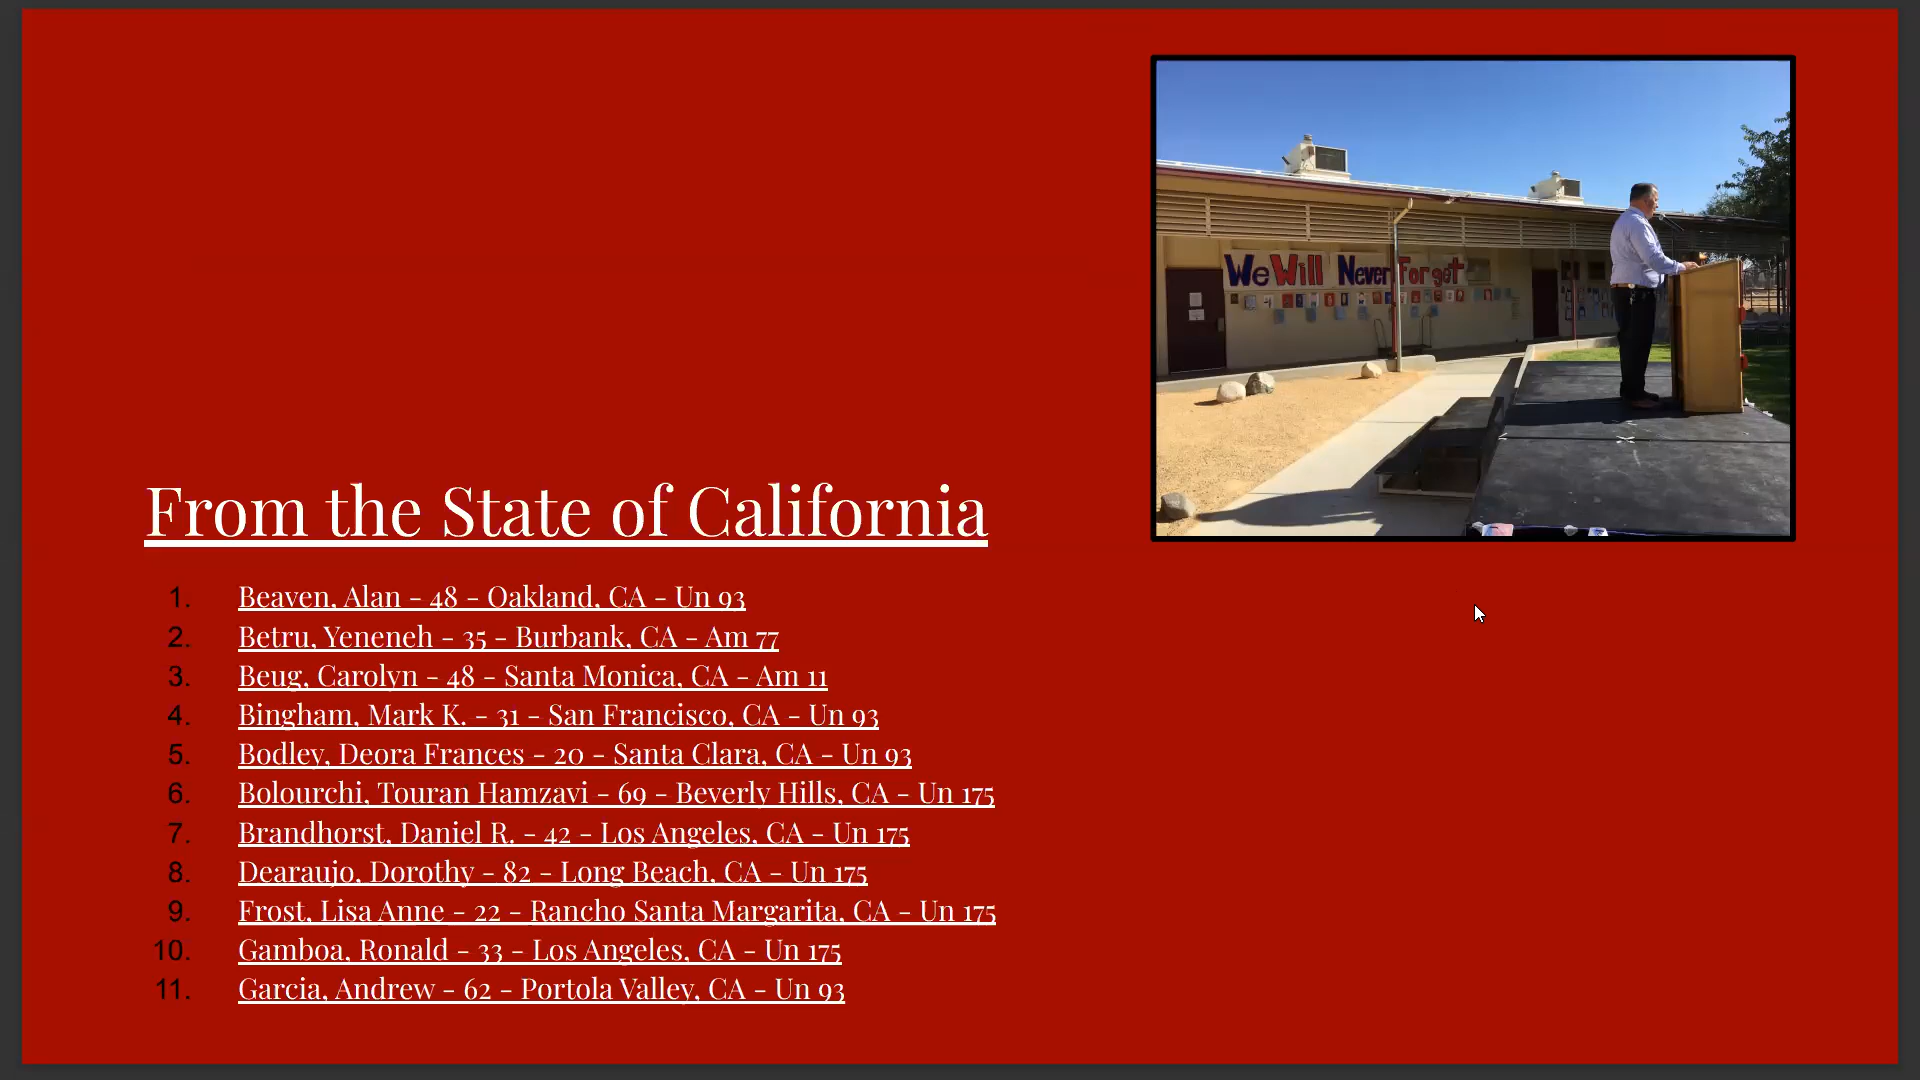 We Will Never Forget
From the State of California
1. Beaven, Alan - 48 - Oakland, CA - Un 93
2. Betru, Yeneneh - 35 - Burbank, CA - Am 77
3. Beug, Carolyn - 48 - Santa Monica, CA - Am 11
4. Bingham, Mark K. - 31 - San Francisco, CA - Un 93
5. Bodley, Deora Frances - 20 - Santa Clara, CA - Un 93
6. Bolourchi, Touran Hamzavi - 69 - Beverly Hills, CA - Un 175
7. Brandhorst, Daniel R. - 42 - Los Angeles, CA - Un 175
8. Dearaujo, Dorothy - 82 - Long Beach, CA - Un 175
9. Frost, Lisa Anne - 22 - Rancho Santa Margarita, CA - Un 175
10. Gamboa, Ronald - 33 - Los Angeles, CA - Un 175
11. Garcia, Andrew - 62 - Portola Valley, CA - Un 93